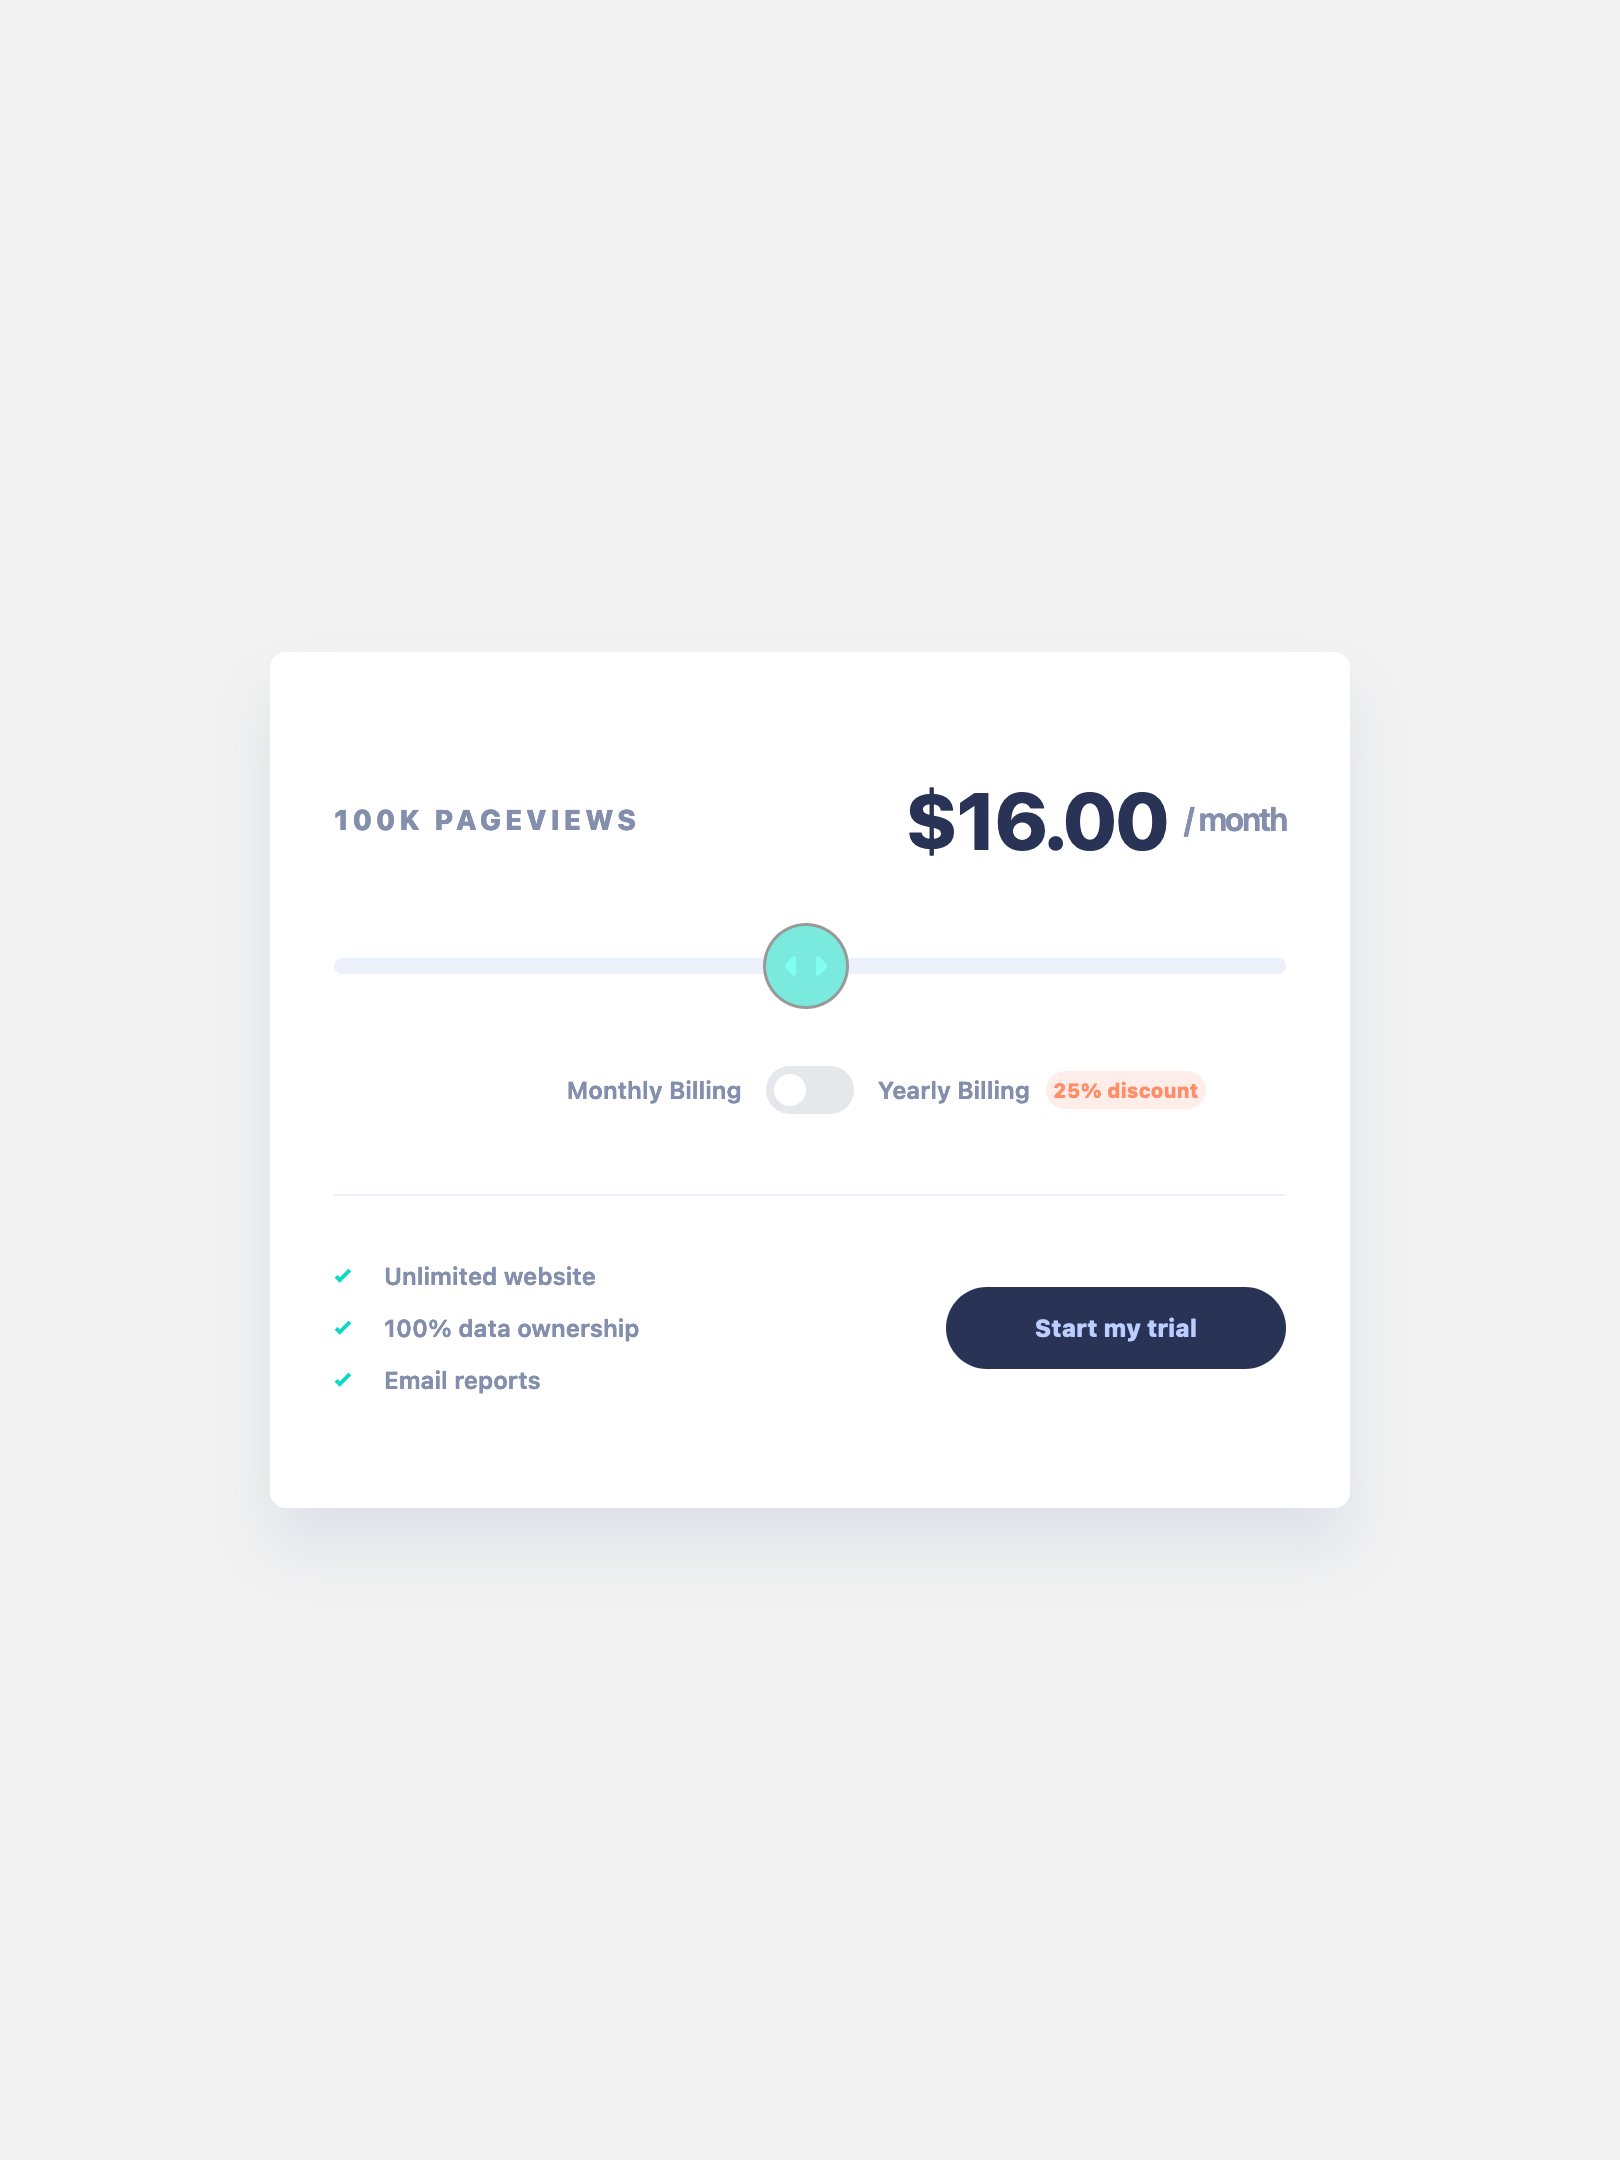 100K PAGEVIEWS
$16.00 / month
Monthly Billing Yearly Billing 25% discount
Unlimited website
100% data ownership
Email reports
Start my trial